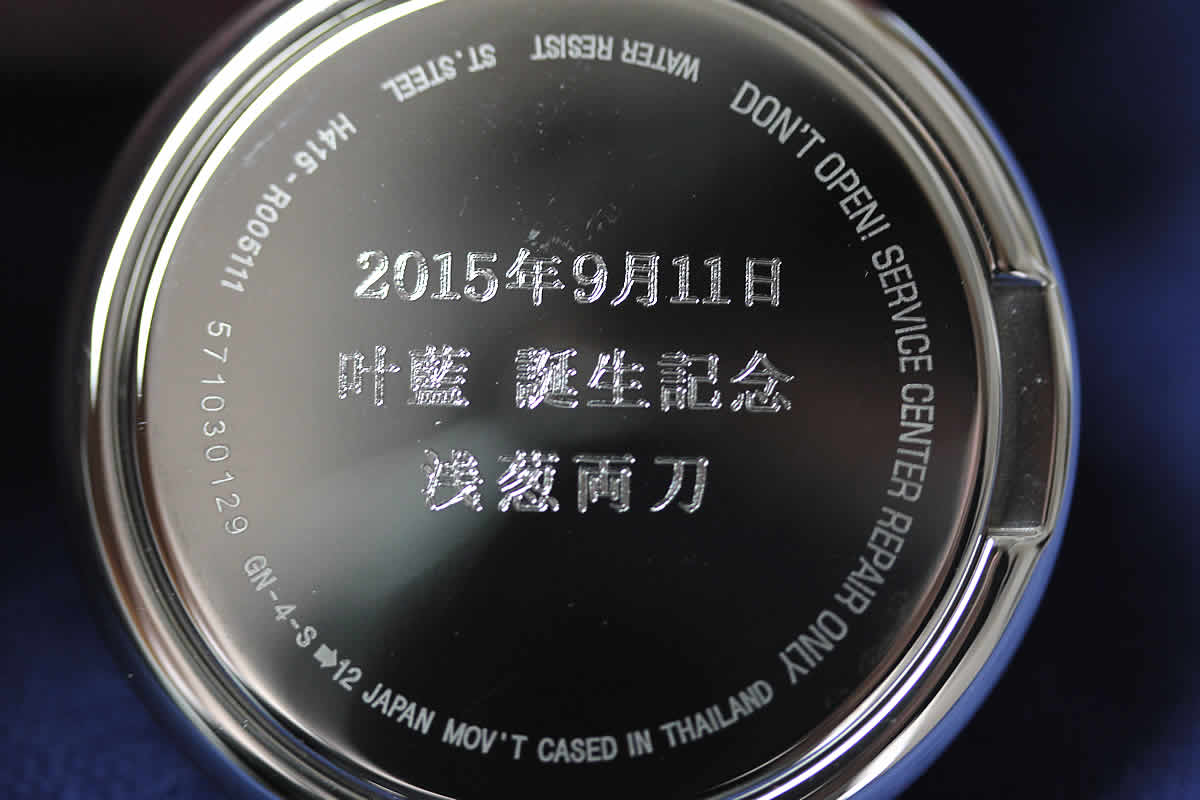 2015年9月11日
叶藍 誕生記念
浅葱両刀
DON'T OPEN! SERVICE CENTER REPAIR ONLY
WATER RESIST
ST.STEEL
H415-R005111
571030129
GN-4-S➡12 JAPAN MOV'T CASED IN THAILAND